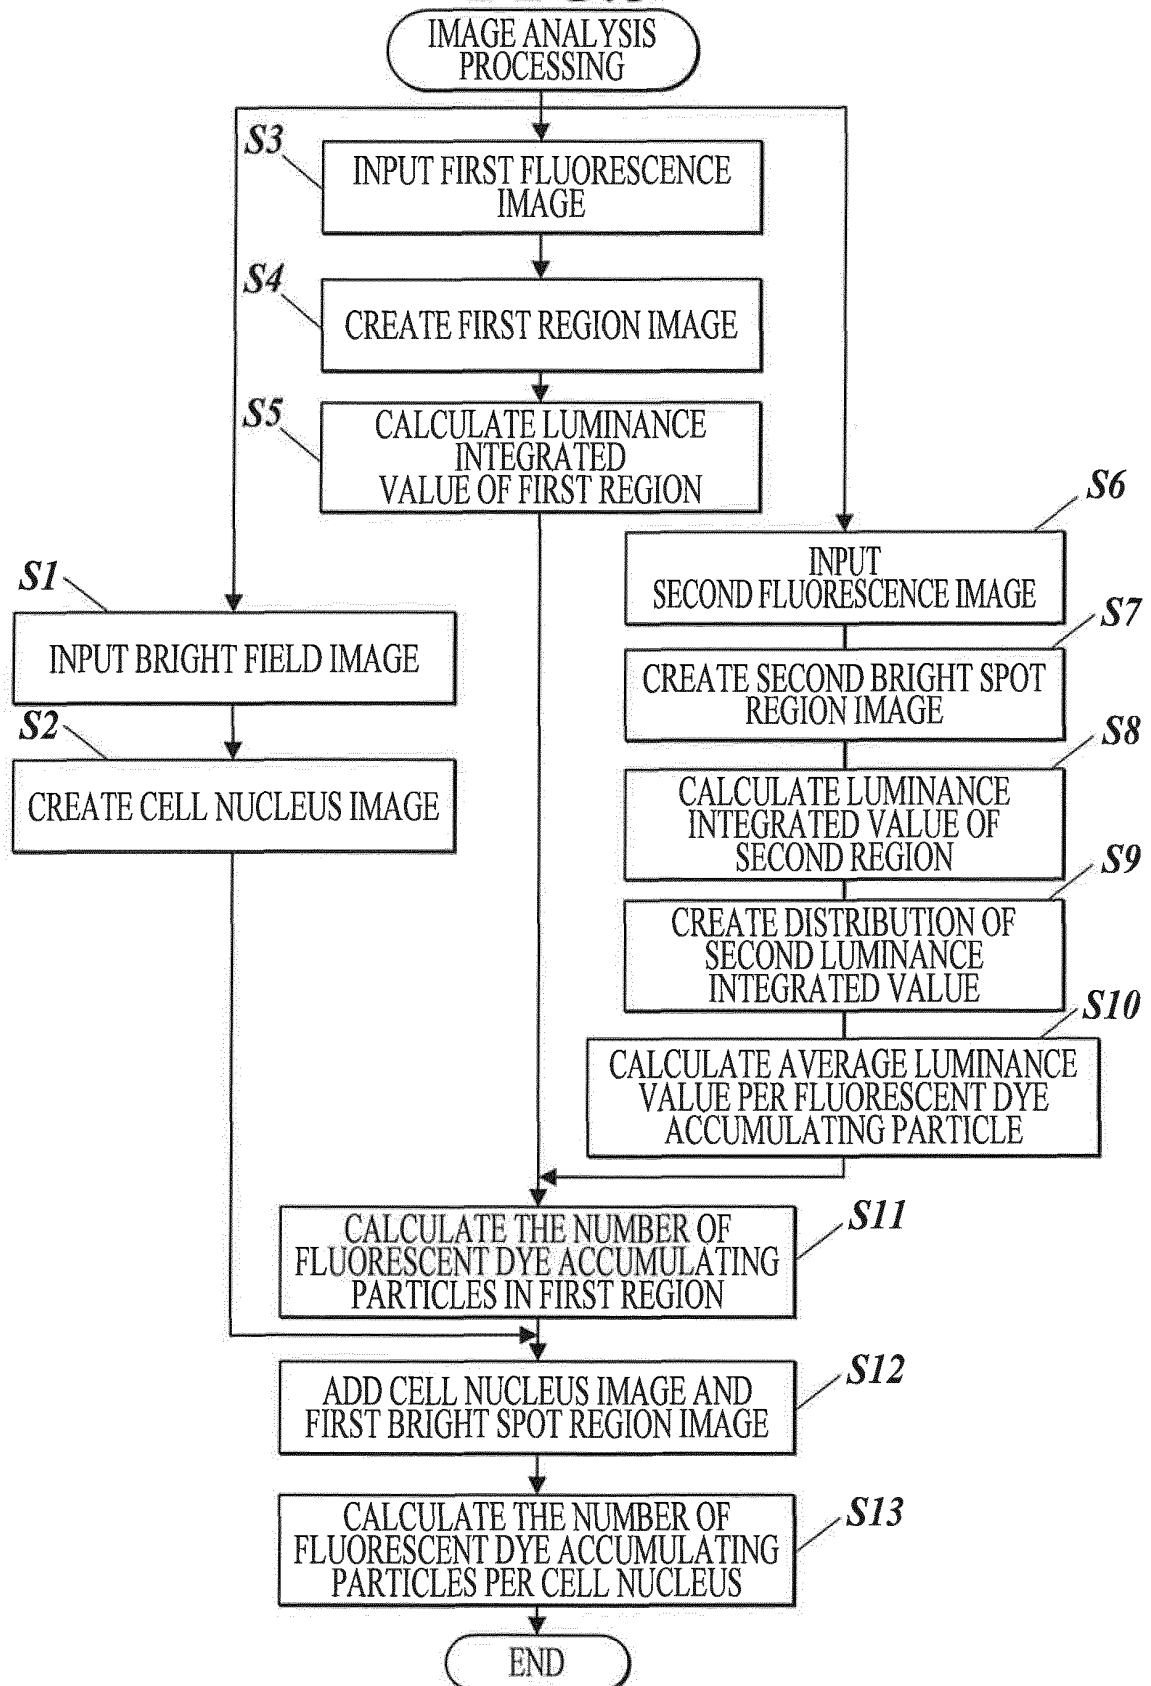 IMAGE ANALYSIS
PROCESSING
S3
INPUT FIRST FLUORESCENCE
IMAGE
S4
CREATE FIRST REGION IMAGE
S5
CALCULATE LUMINANCE
INTEGRATED
VALUE OF FIRST REGION
S6
INPUT
SECOND FLUORESCENCE IMAGE
S1
INPUT BRIGHT FIELD IMAGE
S7
CREATE SECOND BRIGHT SPOT
REGION IMAGE
S2
CREATE CELL NUCLEUS IMAGE
S8
CALCULATE LUMINANCE
INTEGRATED VALUE OF
SECOND REGION
S9
CREATE DISTRIBUTION OF
SECOND LUMINANCE
INTEGRATED VALUE
S10
CALCULATE AVERAGE LUMINANCE
VALUE PER FLUORESCENT DYE
ACCUMULATING PARTICLE
S11
CALCULATE THE NUMBER OF
FLUORESCENT DYE ACCUMULATING
PARTICLES IN FIRST REGION
S12
ADD CELL NUCLEUS IMAGE AND
FIRST BRIGHT SPOT REGION IMAGE
S13
CALCULATE THE NUMBER OF
FLUORESCENT DYE ACCUMULATING
PARTICLES PER CELL NUCLEUS
END